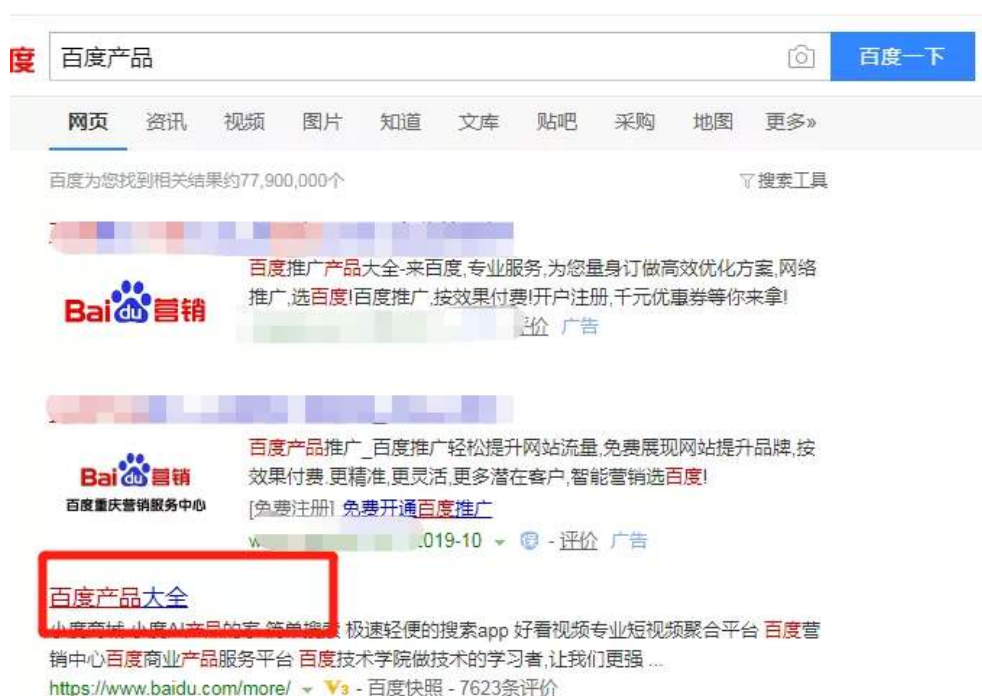 度
百度产品
百度一下
网页 资讯 视频 图片 知道 文库 贴吧 采购 地图 更多»
百度为您找到相关结果约77,900,000个
搜索工具
百度推广产品大全-来百度,专业服务,为您量身订做高效优化方案,网络
推广,选百度!百度推广,按效果付费!开户注册,千元优惠券等你来拿!
评价 广告
Bai du 营销
百度产品推广_百度推广轻松提升网站流量,免费展现网站提升品牌,按
效果付费.更精准,更灵活,更多潜在客户,智能营销选百度!
[免费注册] 免费开通百度推广
2019-10 - 评价 广告
Bai du 营销
百度重庆营销服务中心
百度产品大全
小度商城 小度AI产品的家 简单搜索 极速轻便的搜索app 好看视频专业短视频聚合平台 百度营
销中心百度商业产品服务平台 百度技术学院做技术的学习者,让我们更强 ...
https://www.baidu.com/more/ V3 - 百度快照 - 7623条评价